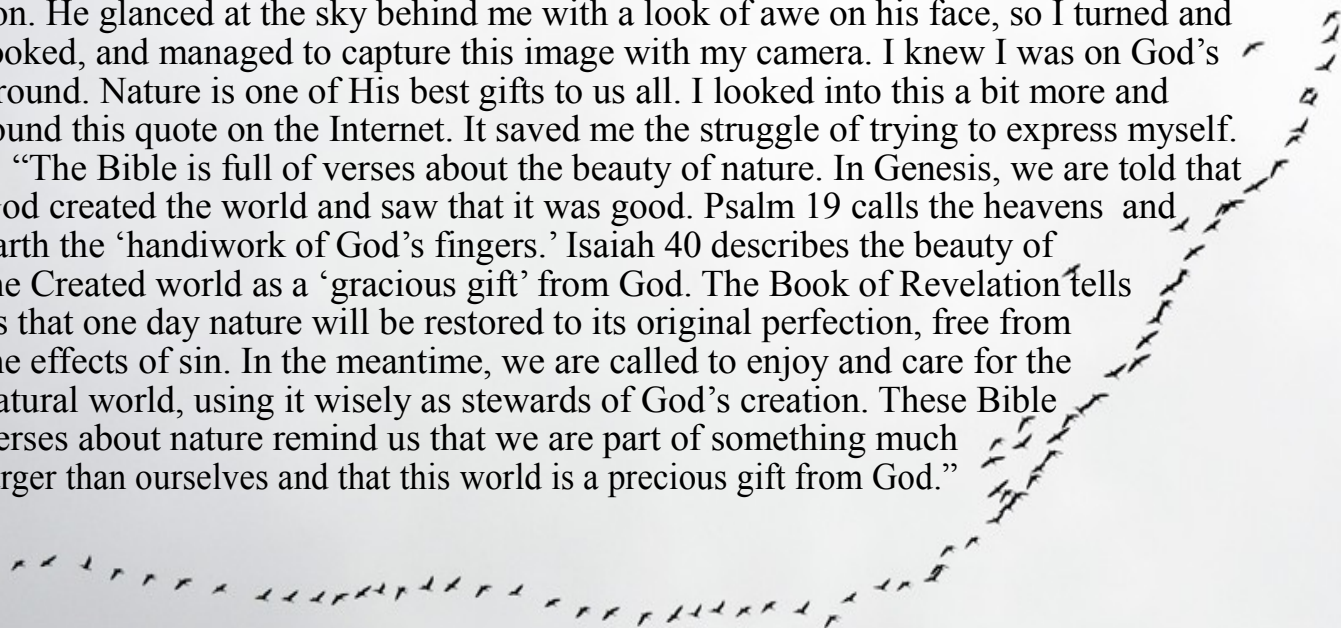 on. He glanced at the sky behind me with a look of awe on his face, so I turned and
ooked, and managed to capture this image with my camera. I knew I was on God’s
round. Nature is one of His best gifts to us all. I looked into this a bit more and
ound this quote on the Internet. It saved me the struggle of trying to express myself.
“The Bible is full of verses about the beauty of nature. In Genesis, we are told that
od created the world and saw that it was good. Psalm 19 calls the heavens and
arth the ‘handiwork of God’s fingers.’ Isaiah 40 describes the beauty of
he Created world as a ‘gracious gift’ from God. The Book of Revelation tells
s that one day nature will be restored to its original perfection, free from
he effects of sin. In the meantime, we are called to enjoy and care for the
atural world, using it wisely as stewards of God’s creation. These Bible
erses about nature remind us that we are part of something much
rger than ourselves and that this world is a precious gift from God.”